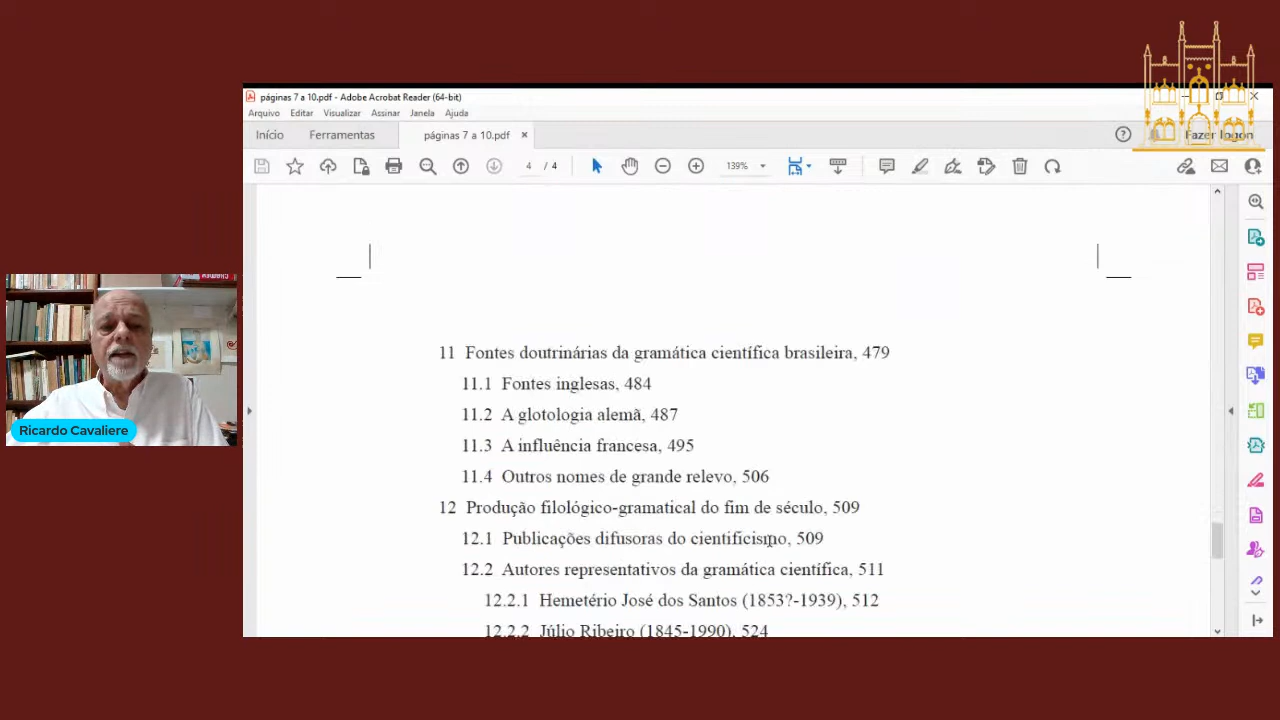 páginas 7 a 10.pdf - Adobe Acrobat Reader (64-bit)
Arquivo Editar Visualizar Assinar Janela Ajuda
Início Ferramentas páginas 7 a 10.pdf × Fazer logon
4 / 4 139%
11 Fontes doutrinárias da gramática científica brasileira, 479
11.1 Fontes inglesas, 484
11.2 A glotologia alemã, 487
11.3 A influência francesa, 495
11.4 Outros nomes de grande relevo, 506
12 Produção filológico-gramatical do fim de século, 509
12.1 Publicações difusoras do cientificismo, 509
12.2 Autores representativos da gramática científica, 511
12.2.1 Hemetério José dos Santos (1853?-1939), 512
12.2.2 Júlio Ribeiro (1845-1990), 524
Ricardo Cavaliere